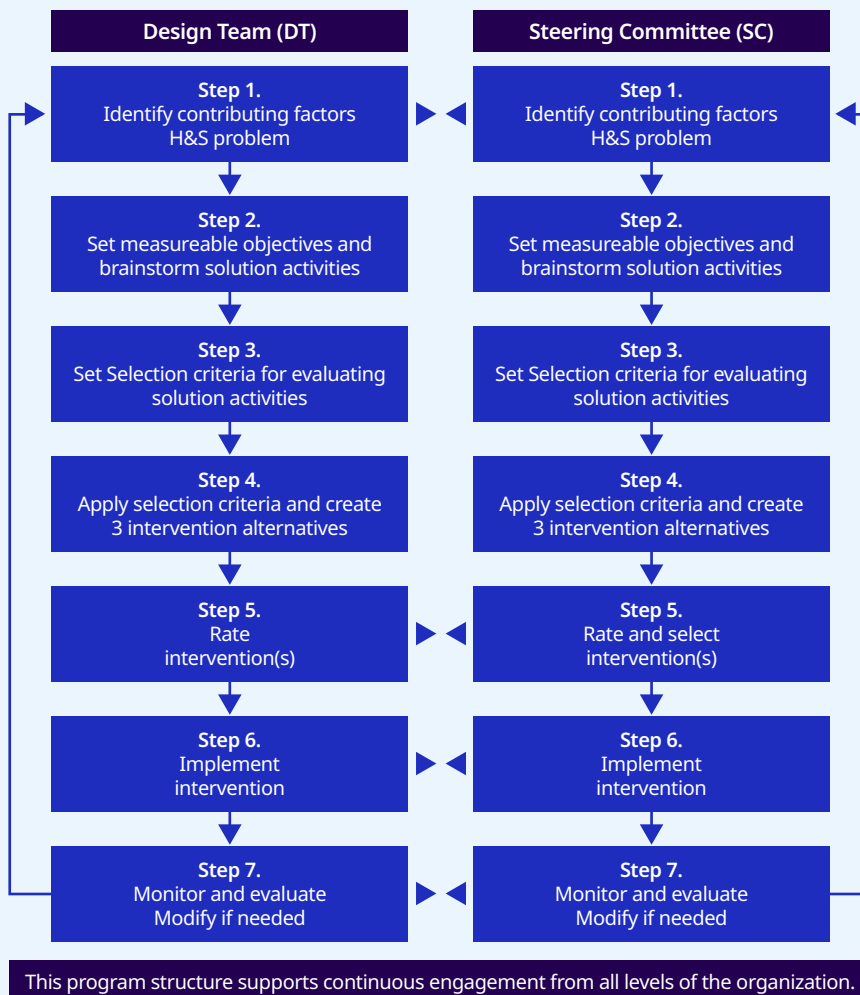 Design Team (DT)
Step 1.
Identify contributing factors
H&S problem
Step 2.
Set measureable objectives and
brainstorm solution activities
Step 3.
Set Selection criteria for evaluating
solution activities
Step 4.
Apply selection criteria and create
3 intervention alternatives
Step 5.
Rate
intervention(s)
Step 6.
Implement
intervention
Step 7.
Monitor and evaluate
Modify if needed
Steering Committee (SC)
Step 1.
Identify contributing factors
H&S problem
Step 2.
Set measureable objectives and
brainstorm solution activities
Step 3.
Set Selection criteria for evaluating
solution activities
Step 4.
Apply selection criteria and create
3 intervention alternatives
Step 5.
Rate and select
intervention(s)
Step 6.
Implement
intervention
Step 7.
Monitor and evaluate
Modify if needed
This program structure supports continuous engagement from all levels of the organization.